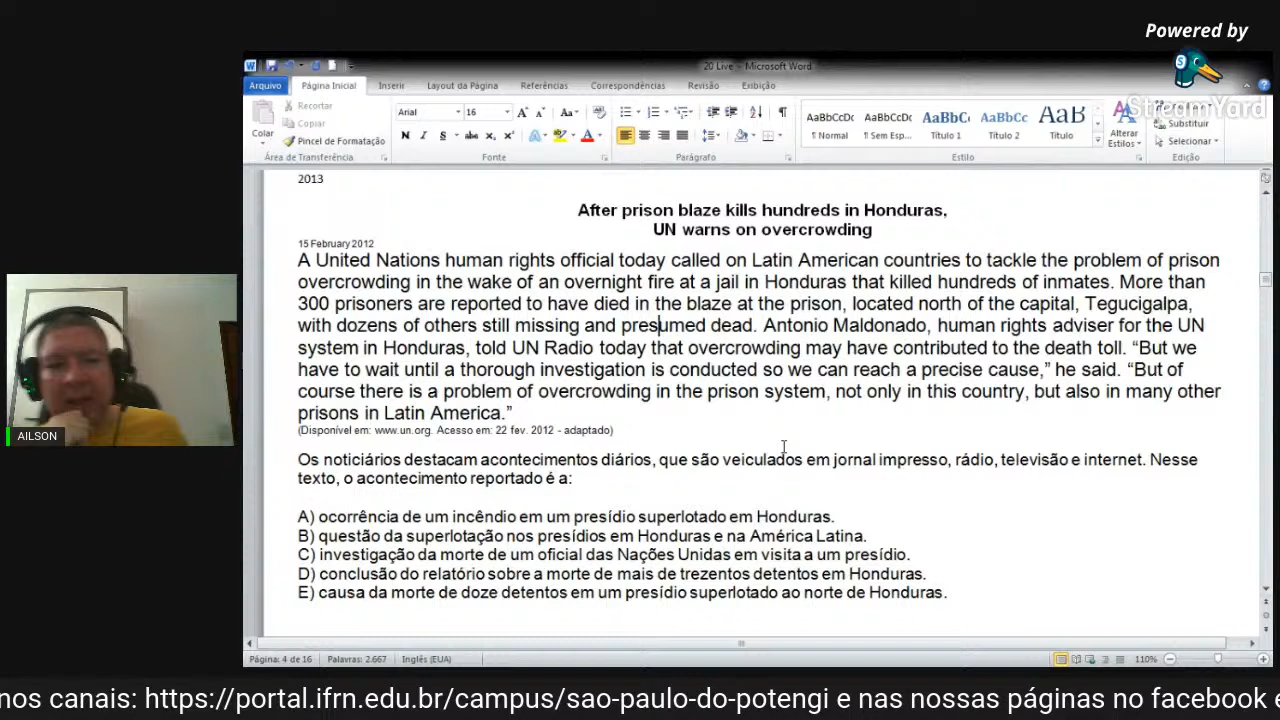 Powered by
StreamYard
20 Live - Microsoft Word
Arquivo Página Inicial Inserir Layout da Página Referências Correspondências Revisão Exibição
Recortar
Copiar
Colar
Pincel de Formatação
Área de Transferência
Arial 16
Fonte
Parágrafo
AaBbCcDc AaBbCcDc AaBbC AaBbCc AaB
¶ Normal ¶ Sem Esp... Título 1 Título 2 Título
Alterar
Estilos
Estilo
Substituir
Selecionar
Edição
2013
After prison blaze kills hundreds in Honduras,
UN warns on overcrowding
15 February 2012
A United Nations human rights official today called on Latin American countries to tackle the problem of prison
overcrowding in the wake of an overnight fire at a jail in Honduras that killed hundreds of inmates. More than
300 prisoners are reported to have died in the blaze at the prison, located north of the capital, Tegucigalpa,
with dozens of others still missing and presumed dead. Antonio Maldonado, human rights adviser for the UN
system in Honduras, told UN Radio today that overcrowding may have contributed to the death toll. “But we
have to wait until a thorough investigation is conducted so we can reach a precise cause,” he said. “But of
course there is a problem of overcrowding in the prison system, not only in this country, but also in many other
prisons in Latin America.”
(Disponível em: www.un.org. Acesso em: 22 fev. 2012 - adaptado)
Os noticiários destacam acontecimentos diários, que são veiculados em jornal impresso, rádio, televisão e internet. Nesse
texto, o acontecimento reportado é a:
A) ocorrência de um incêndio em um presídio superlotado em Honduras.
B) questão da superlotação nos presídios em Honduras e na América Latina.
C) investigação da morte de um oficial das Nações Unidas em visita a um presídio.
D) conclusão do relatório sobre a morte de mais de trezentos detentos em Honduras.
E) causa da morte de doze detentos em um presídio superlotado ao norte de Honduras.
AILSON
Página: 4 de 16 Palavras: 2.667 Inglês (EUA) 110%
nos canais: https://portal.ifrn.edu.br/campus/sao-paulo-do-potengi e nas nossas páginas no facebook e